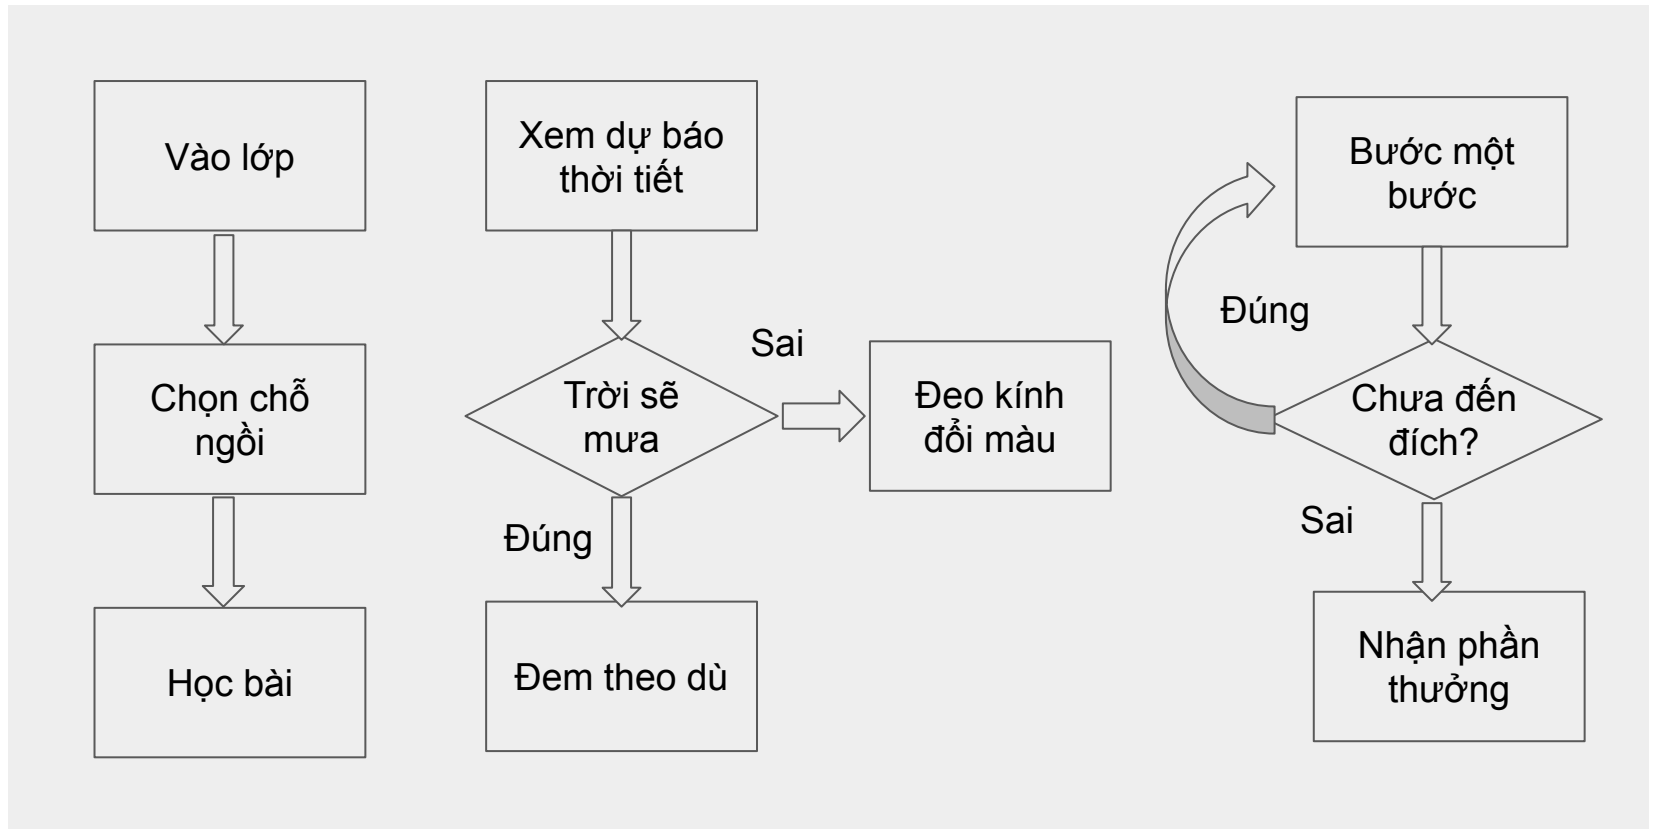 Vào lớp
Chọn chỗ
ngồi
Học bài
Xem dự báo
thời tiết
Trời sẽ
mưa
Sai
Đeo kính
đổi màu
Đúng
Đem theo dù
Bước một
bước
Đúng
Chưa đến
đích?
Sai
Nhận phần
thưởng